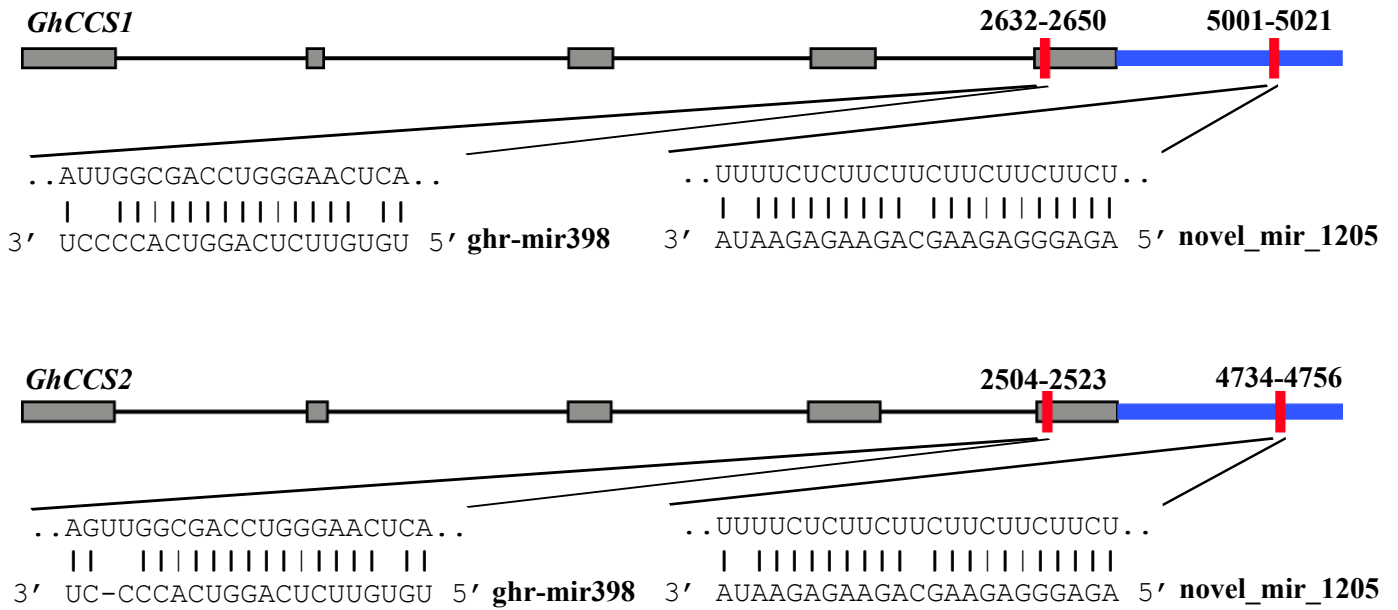 GhCCS1 2632-2650 5001-5021
..AUUGGCGACCUGGGAACUCA.. ..UUUUCUCUUCUUCUUCUUCUUCU..
3′ UCCCCACUGGACUCUUGUGU 5′ ghr-mir398 3′ AUAAGAGAAGACGAAGAGGGAGA 5′ novel_mir_1205
GhCCS2 2504-2523 4734-4756
..AGUUGGCGACCUGGGAACUCA.. ..UUUUCUCUUCUUCUUCUUCUUCU..
3′ UC-CCCACUGGACUCUUGUGU 5′ ghr-mir398 3′ AUAAGAGAAGACGAAGAGGGAGA 5′ novel_mir_1205